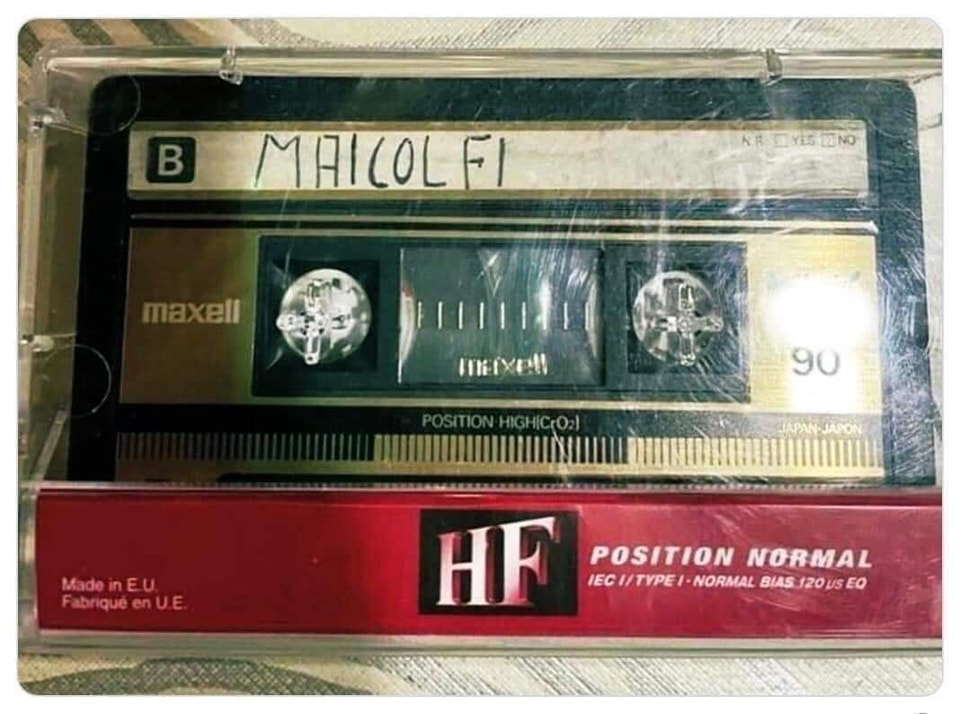 B MAICOL FI N.R. YES NO
maxell
maxell
90
POSITION HIGH(CrO₂)
JAPAN·JAPON
HF
POSITION NORMAL
IEC I / TYPE I · NORMAL BIAS 120 µs EQ
Made in E.U.
Fabriqué en U.E.